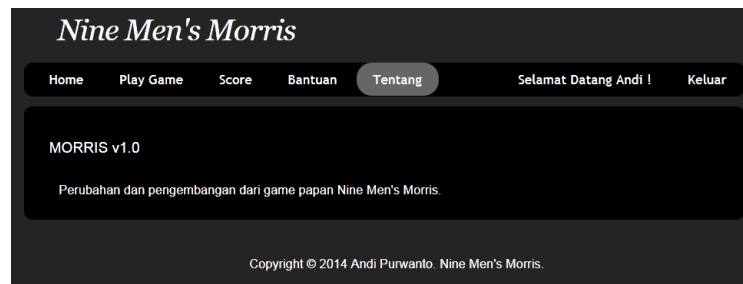 Nine Men's Morris
Home Play Game Score Bantuan Tentang Selamat Datang Andi ! Keluar
MORRIS v1.0
Perubahan dan pengembangan dari game papan Nine Men's Morris.
Copyright © 2014 Andi Purwanto. Nine Men's Morris.